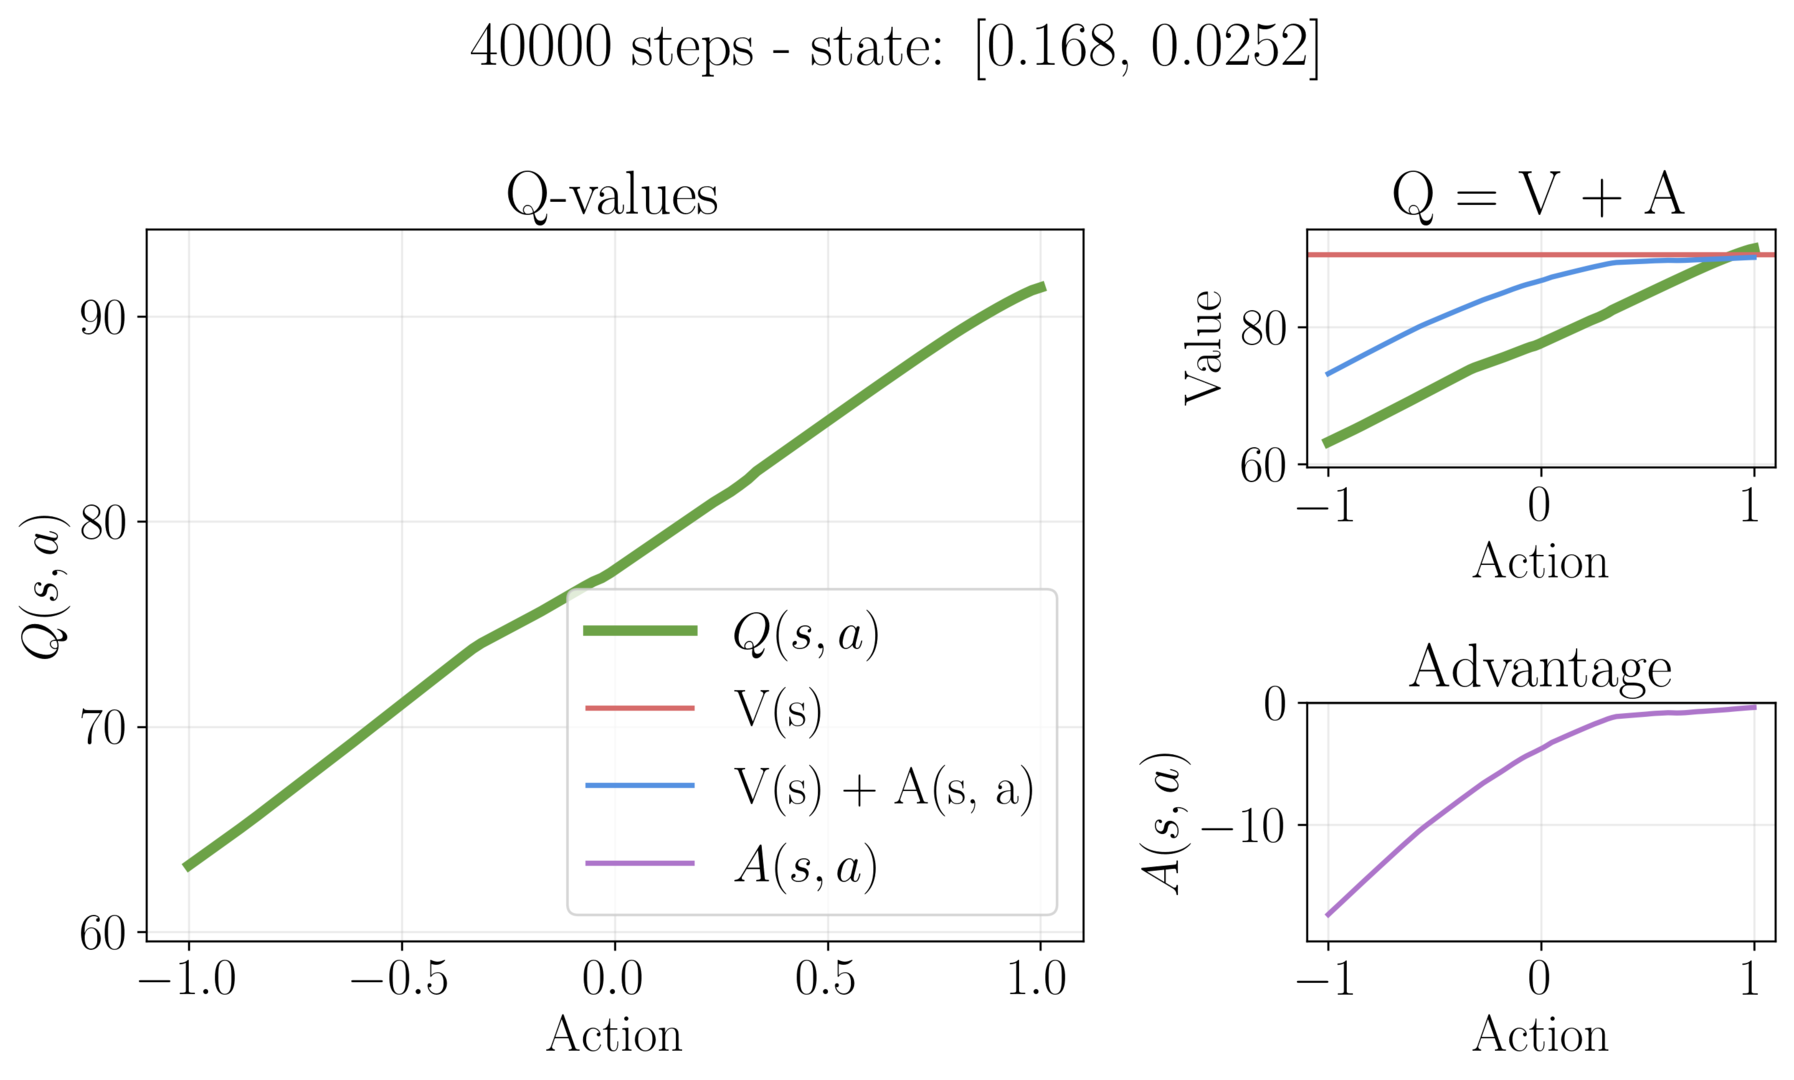 40000 steps - state: [0.168, 0.0252]
Q-values
Q(s, a)
90
80
70
60
−1.0 −0.5 0.0 0.5 1.0
Action
Q(s, a)
V(s)
V(s) + A(s, a)
A(s, a)
Q = V + A
Value
80
60
−1 0 1
Action
Advantage
A(s, a)
0
−10
−1 0 1
Action